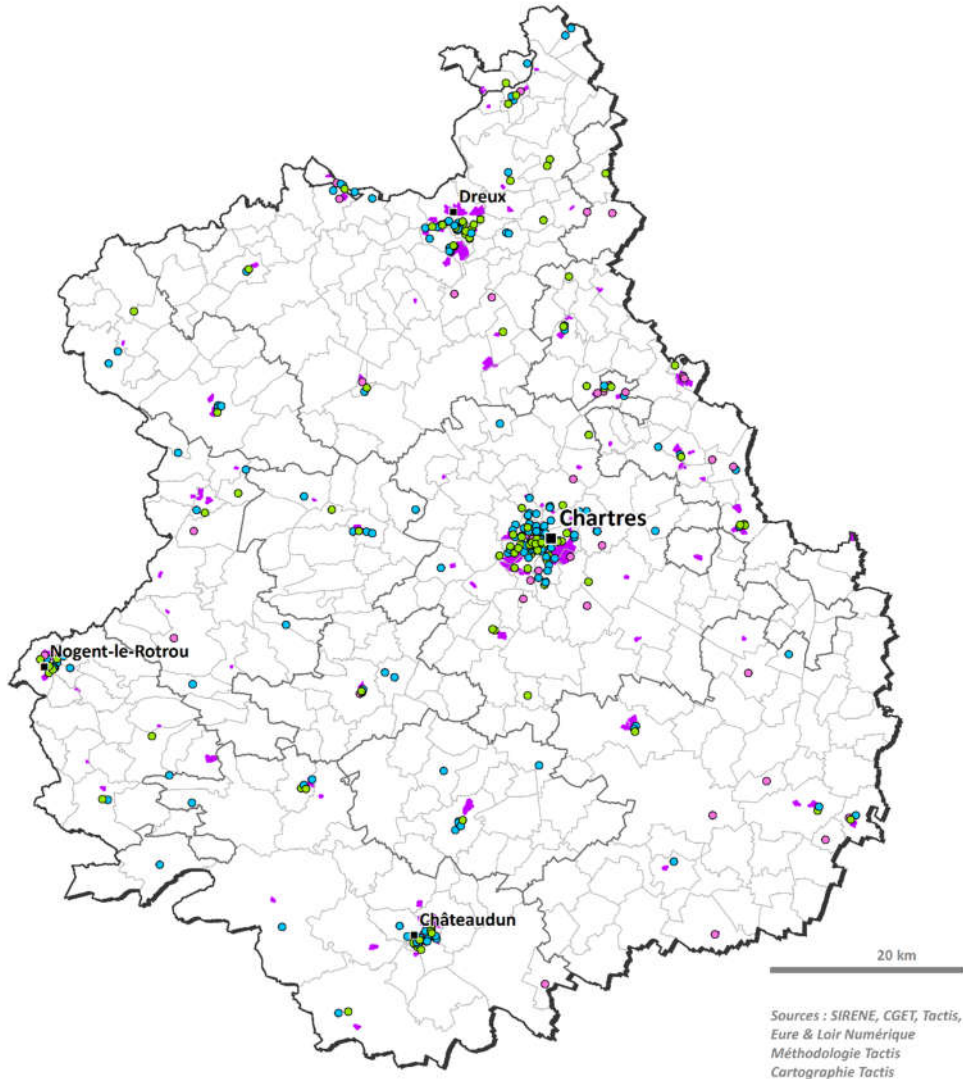 Dreux
Chartres
Nogent-le-Rotrou
Châteaudun
20 km
Sources : SIRENE, CGET, Tactis,
Eure & Loir Numérique
Méthodologie Tactis
Cartographie Tactis